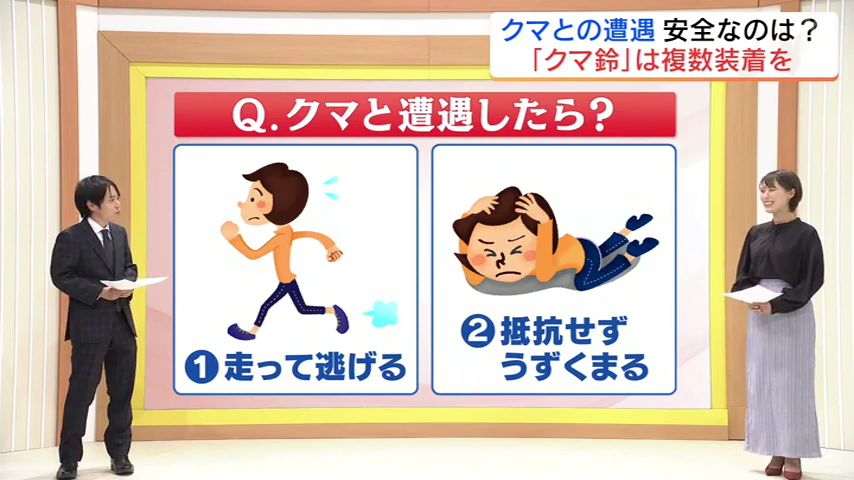 クマとの遭遇 安全なのは?
「クマ鈴」は複数装着を
Q.クマと遭遇したら?
1 走って逃げる
2 抵抗せず
うずくまる